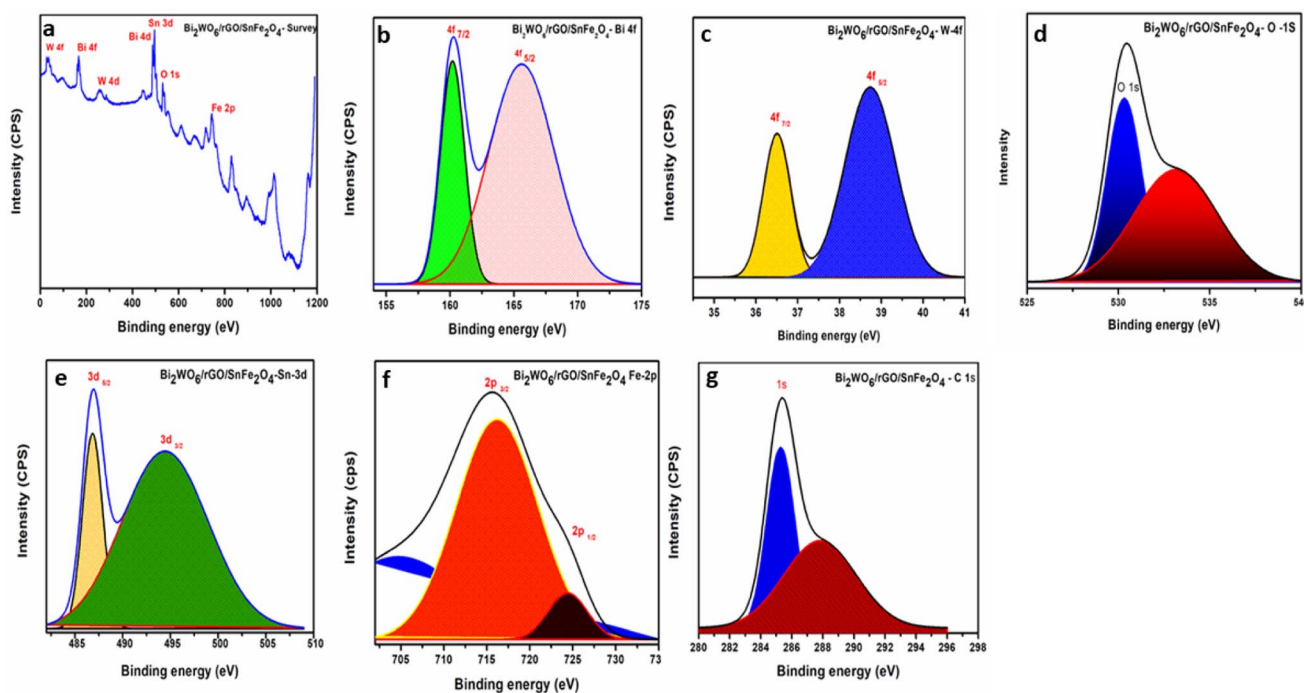 a
Bi₂WO₆/rGO/SnFe₂O₄- Survey
Sn 3d
Bi 4d
W 4f
Bi 4f
W 4d
O 1s
Fe 2p
Intensity (CPS)
0 200 400 600 800 1000 1200
Binding energy (eV)
b
Bi₂WO₆/rGO/SnFe₂O₄- Bi 4f
4f 7/2
4f 5/2
Intensity (CPS)
155 160 165 170 175
Binding energy (eV)
c
Bi₂WO₆/rGO/SnFe₂O₄- W-4f
4f 7/2
4f 5/2
Intensity (CPS)
35 36 37 38 39 40 41
Binding energy (eV)
d
Bi₂WO₆/rGO/SnFe₂O₄- O -1S
O 1s
Intensity
525 530 535 54
Binding energy (eV)
e
Bi₂WO₆/rGO/SnFe₂O₄-Sn-3d
3d 5/2
3d 3/2
Intensity (CPS)
485 490 495 500 505 510
Binding energy (eV)
f
Bi₂WO₆/rGO/SnFe₂O₄ Fe-2p
2p 3/2
2p 1/2
Intensity (cps)
705 710 715 720 725 73
Binding energy (eV)
g
Bi₂WO₆/rGO/SnFe₂O₄ - C 1s
1s
Intensity (CPS)
280 282 284 286 288 290 292 294 296 298
Binding energy (eV)